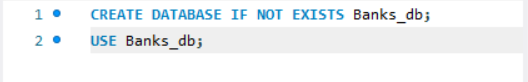 1 CREATE DATABASE IF NOT EXISTS Banks_db;
2 USE Banks_db;